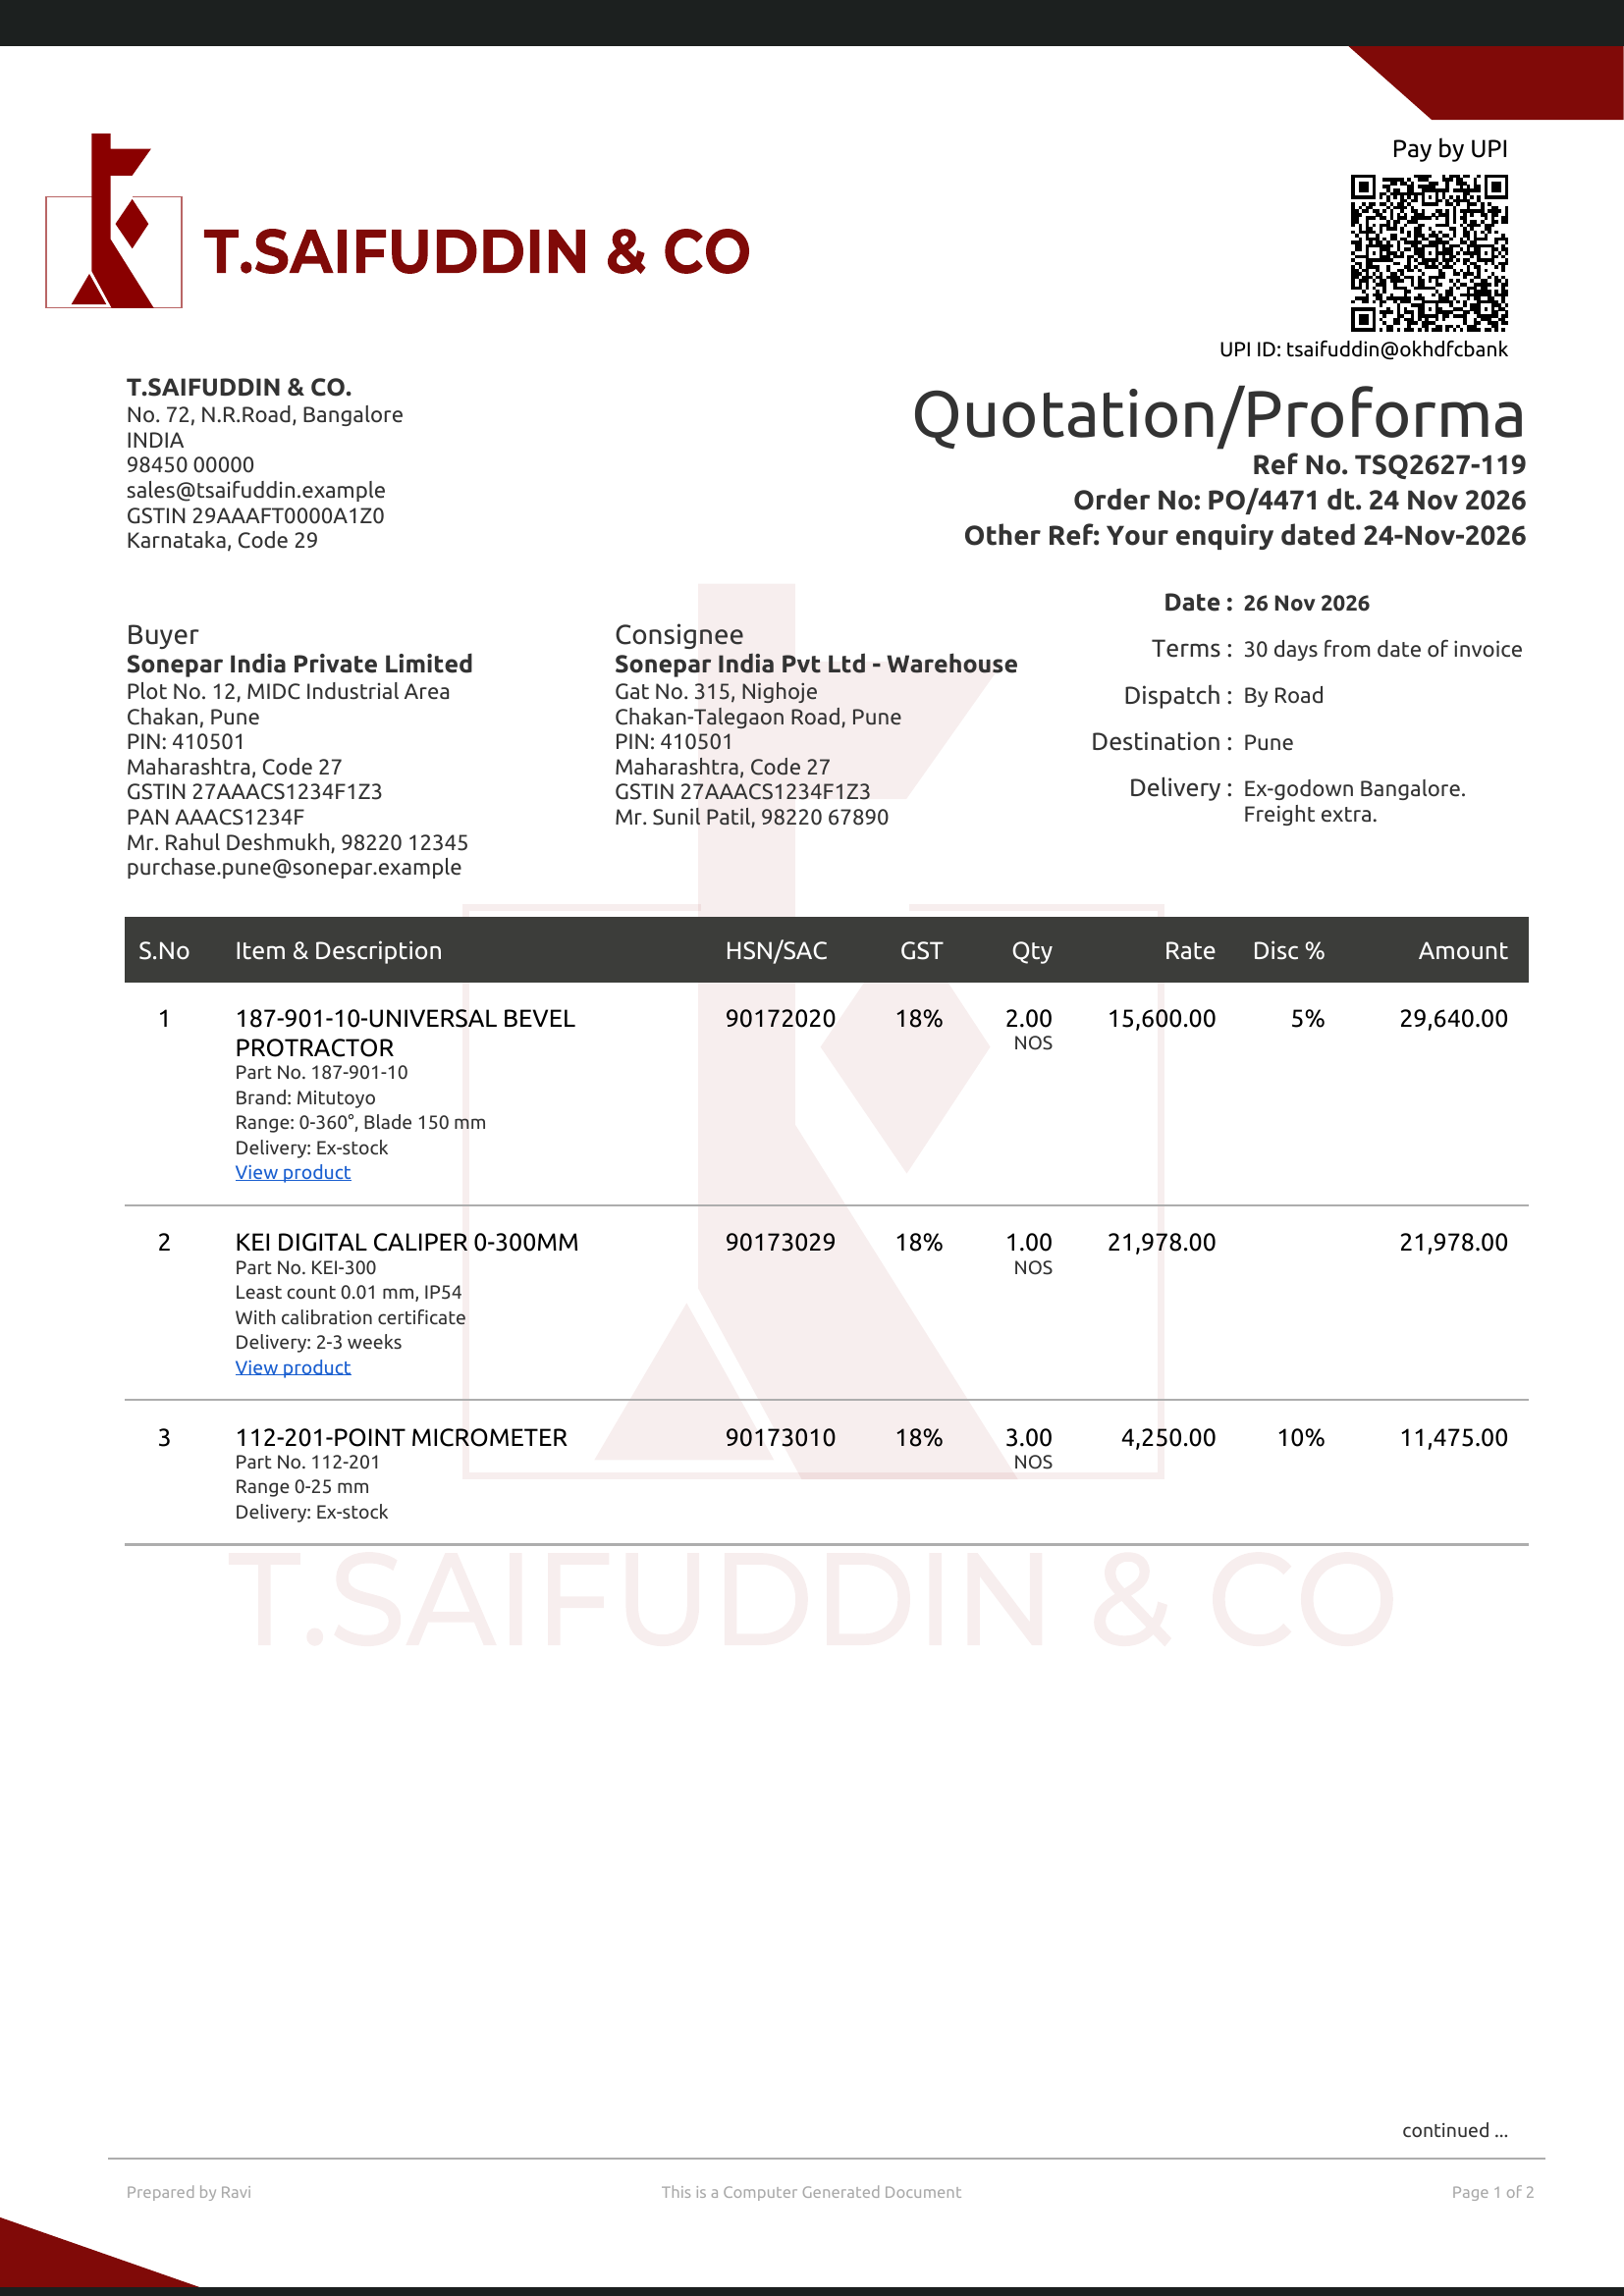 Pay by UPI
T.SAIFUDDIN & CO
UPI ID: tsaifuddin@okhdfcbank
T.SAIFUDDIN & CO.
No. 72, N.R.Road, Bangalore
INDIA
98450 00000
sales@tsaifuddin.example
GSTIN 29AAAFT0000A1Z0
Karnataka, Code 29
Quotation/Proforma
Ref No. TSQ2627-119
Order No: PO/4471 dt. 24 Nov 2026
Other Ref: Your enquiry dated 24-Nov-2026
Buyer
Sonepar India Private Limited
Plot No. 12, MIDC Industrial Area
Chakan, Pune
PIN: 410501
Maharashtra, Code 27
GSTIN 27AAACS1234F1Z3
PAN AAACS1234F
Mr. Rahul Deshmukh, 98220 12345
purchase.pune@sonepar.example
Consignee
Sonepar India Pvt Ltd - Warehouse
Gat No. 315, Nighoje
Chakan-Talegaon Road, Pune
PIN: 410501
Maharashtra, Code 27
GSTIN 27AAACS1234F1Z3
Mr. Sunil Patil, 98220 67890
Date : 26 Nov 2026
Terms : 30 days from date of invoice
Dispatch : By Road
Destination : Pune
Delivery : Ex-godown Bangalore.
Freight extra.
S.No Item & Description HSN/SAC GST Qty Rate Disc % Amount
1 187-901-10-UNIVERSAL BEVEL 90172020 18% 2.00 15,600.00 5% 29,640.00
PROTRACTOR NOS
Part No. 187-901-10
Brand: Mitutoyo
Range: 0-360°, Blade 150 mm
Delivery: Ex-stock
View product
2 KEI DIGITAL CALIPER 0-300MM 90173029 18% 1.00 21,978.00 21,978.00
Part No. KEI-300 NOS
Least count 0.01 mm, IP54
With calibration certificate
Delivery: 2-3 weeks
View product
3 112-201-POINT MICROMETER 90173010 18% 3.00 4,250.00 10% 11,475.00
Part No. 112-201 NOS
Range 0-25 mm
Delivery: Ex-stock
T.SAIFUDDIN & CO
continued ...
Prepared by Ravi This is a Computer Generated Document Page 1 of 2